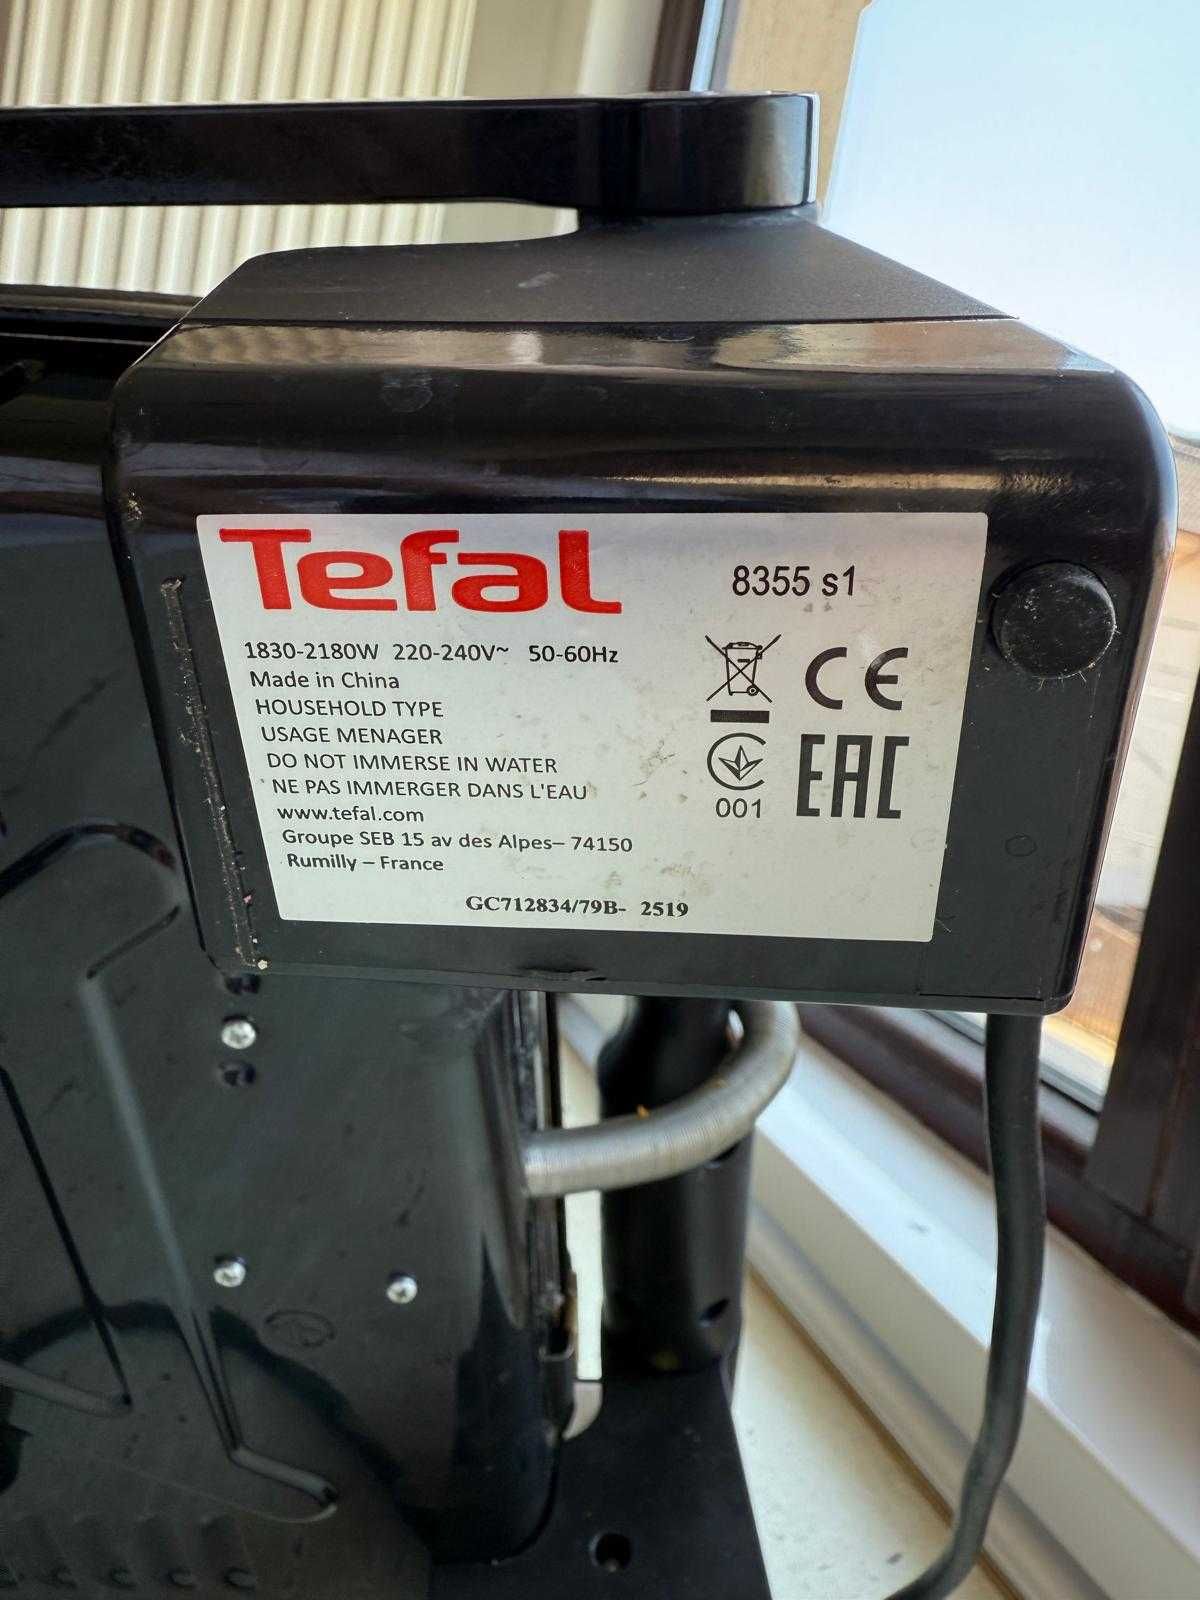 Tefal
8355 s1
1830-2180W 220-240V~ 50-60Hz
Made in China
HOUSEHOLD TYPE
USAGE MENAGER
DO NOT IMMERSE IN WATER
NE PAS IMMERGER DANS L'EAU
www.tefal.com
Groupe SEB 15 av des Alpes– 74150
Rumilly – France
CE
EAC
001
GC712834/79B- 2519